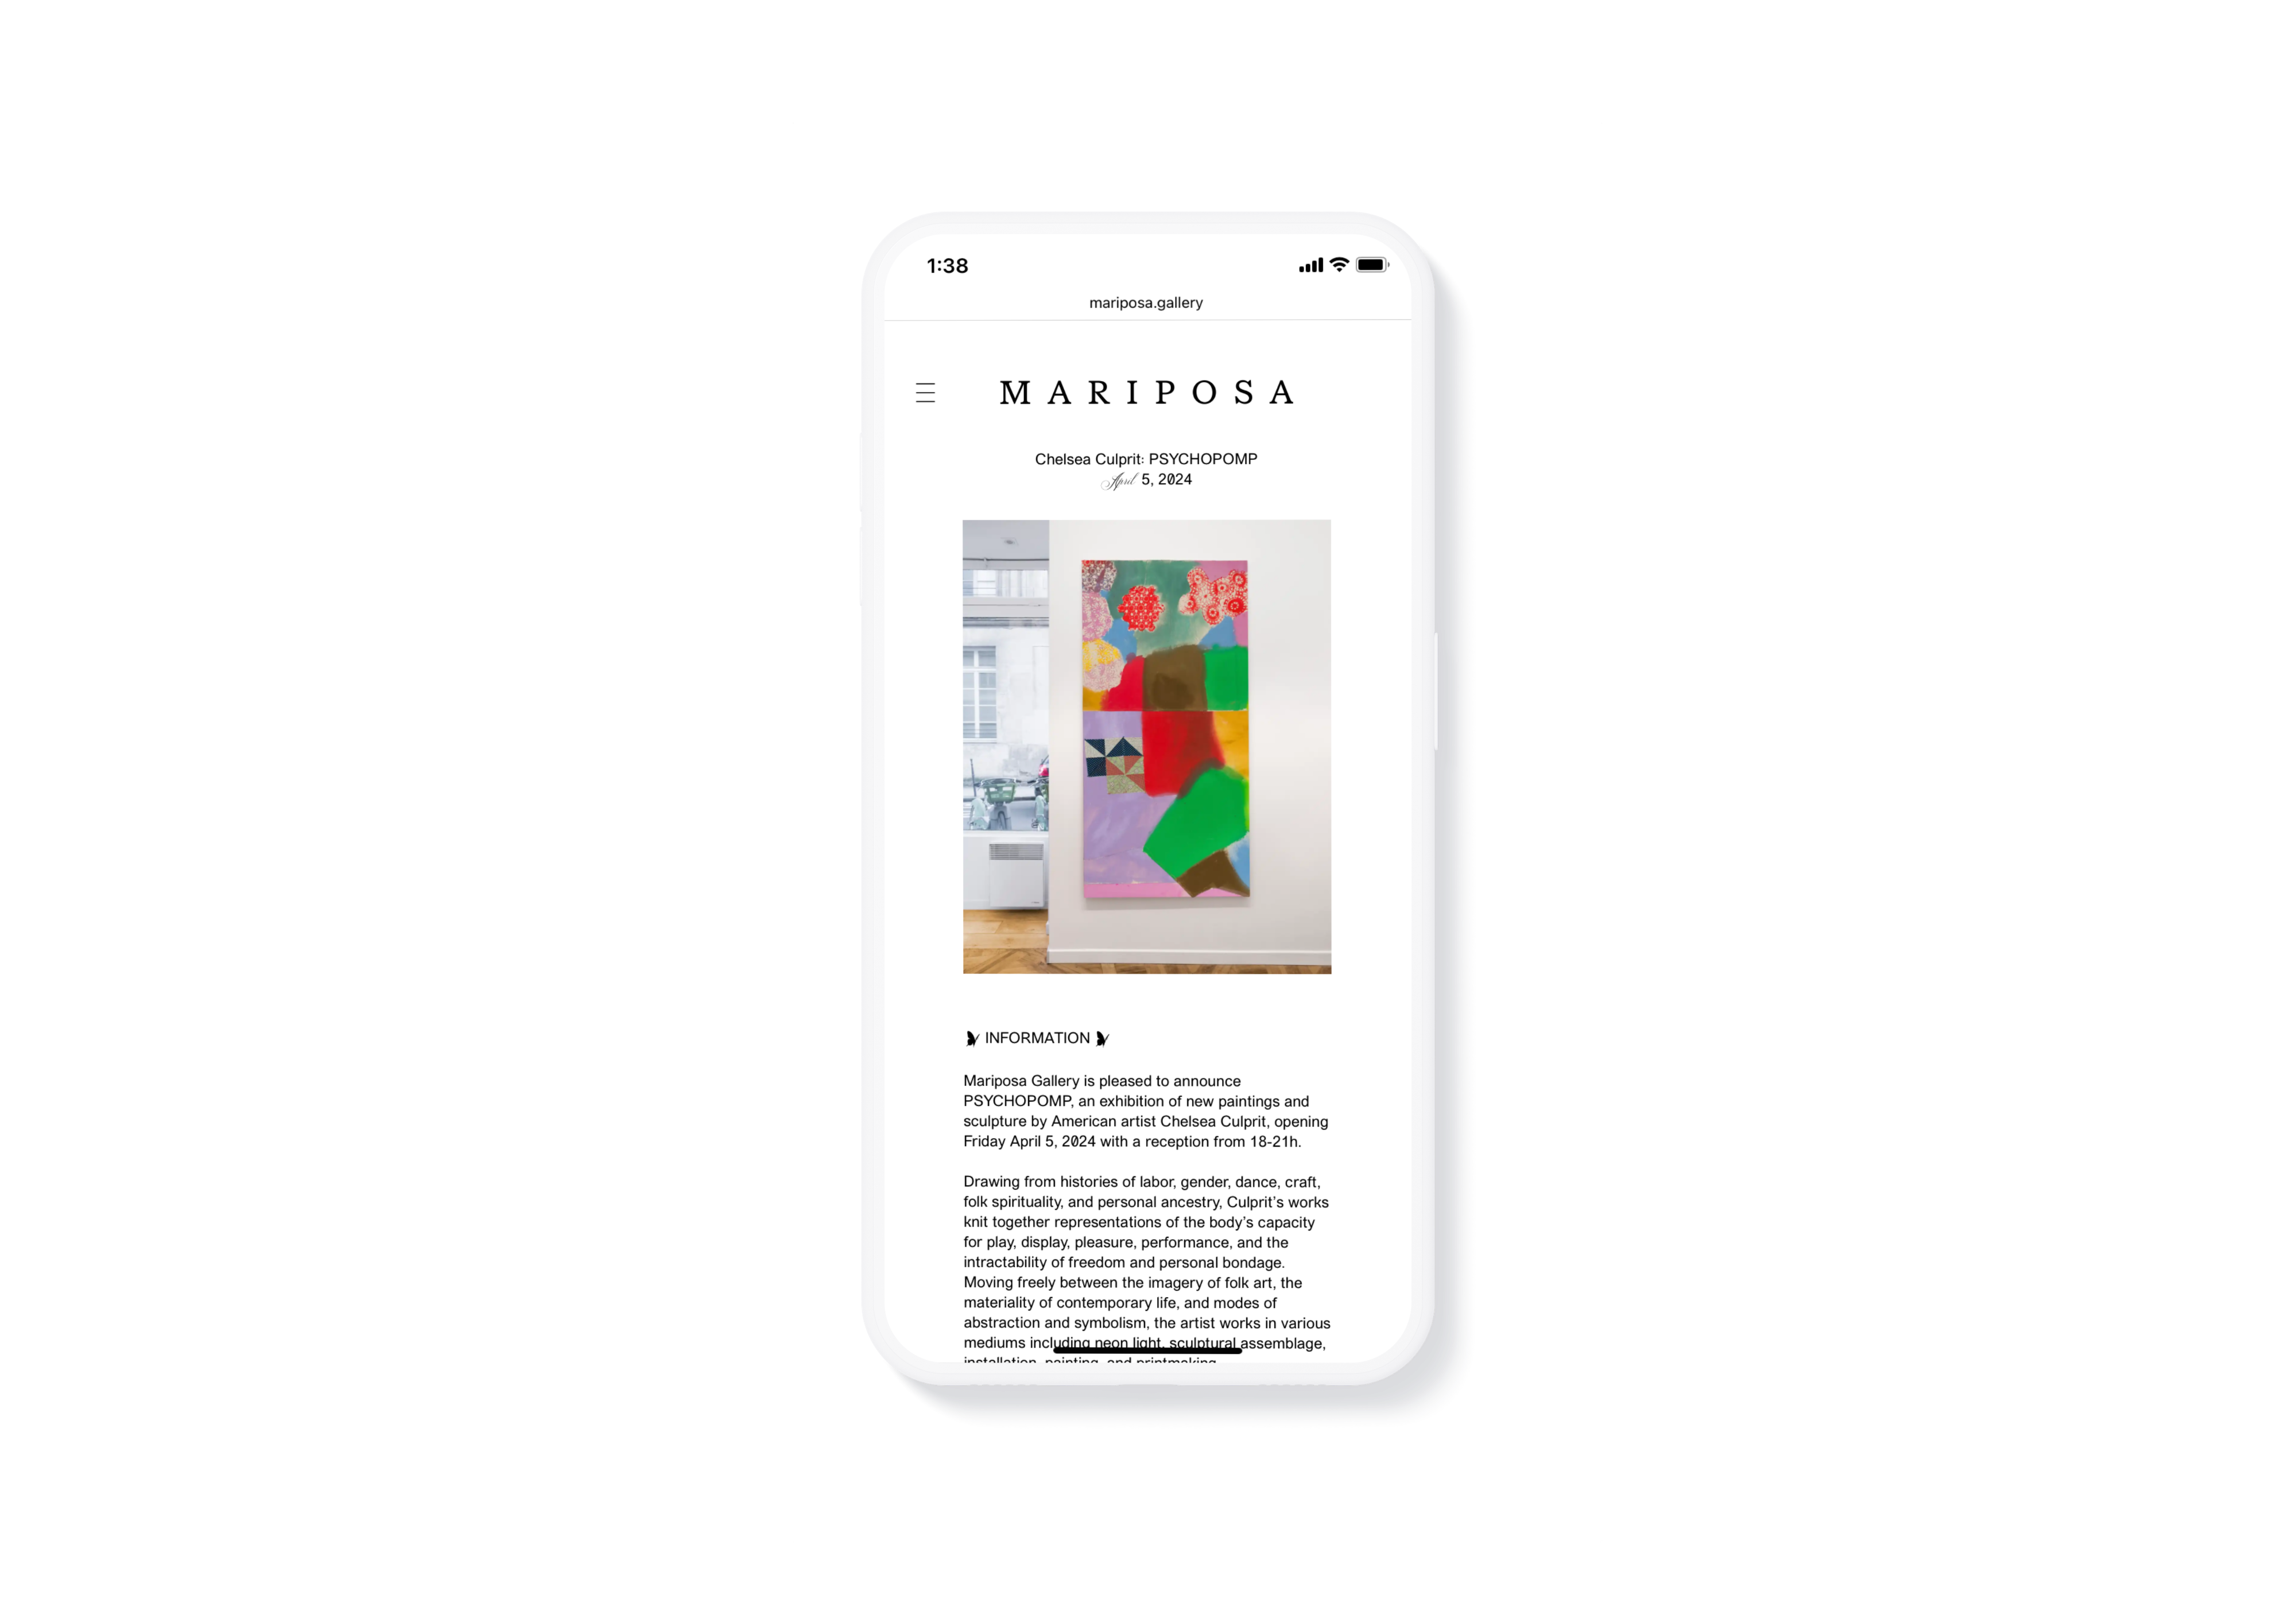 1:38
mariposa.gallery
MARIPOSA
Chelsea Culprit: PSYCHOPOMP
April 5, 2024
INFORMATION
Mariposa Gallery is pleased to announce
PSYCHOPOMP, an exhibition of new paintings and
sculpture by American artist Chelsea Culprit, opening
Friday April 5, 2024 with a reception from 18-21h.
Drawing from histories of labor, gender, dance, craft,
folk spirituality, and personal ancestry, Culprit’s works
knit together representations of the body’s capacity
for play, display, pleasure, performance, and the
intractability of freedom and personal bondage.
Moving freely between the imagery of folk art, the
materiality of contemporary life, and modes of
abstraction and symbolism, the artist works in various
mediums including neon light, sculptural assemblage,
installation, painting, and printmaking.